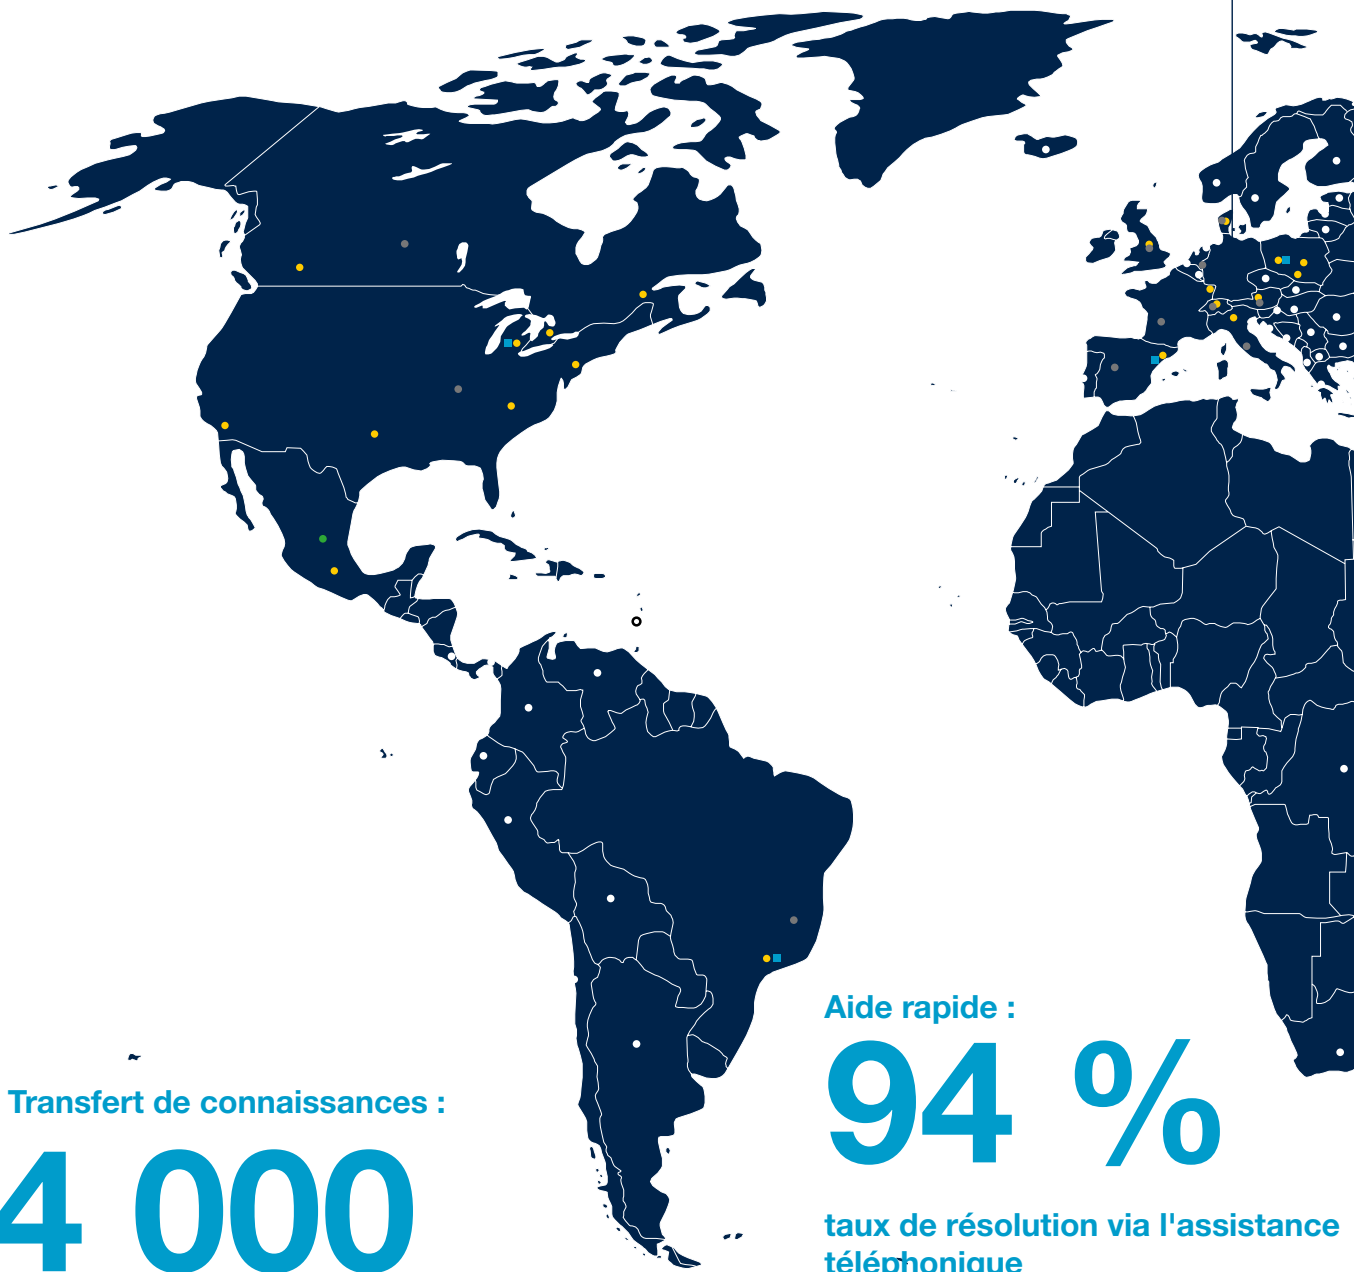 Aide rapide :
94 %
taux de résolution via l'assistance
téléphonique
Transfert de connaissances :
4 000